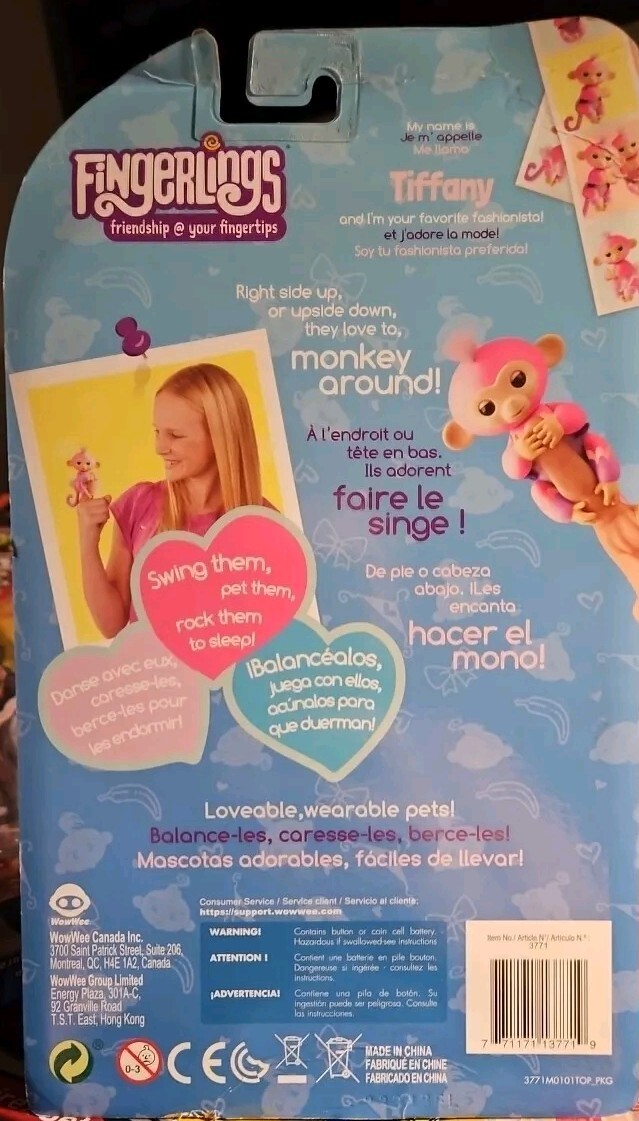 FiNGERLiNGS
friendship @ your fingertips
My name is
Je m'appelle
Me llamo
Tiffany
and I'm your favorite fashionista!
et j'adore la mode!
Soy tu fashionista preferida!
Right side up,
or upside down,
they love to,
monkey
around!
À l'endroit ou
tête en bas.
Ils adorent
faire le
singe !
De pie o cabeza
abajo. ¡Les
encanta
hacer el
mono!
Swing them,
pet them,
rock them
to sleep!
Danse avec eux,
caresse-les,
berce-les pour
les endormir!
¡Balancéalos,
juega con ellos,
acúnalos para
que duerman!
Loveable,wearable pets!
Balance-les, caresse-les, berce-les!
Mascotas adorables, fáciles de llevar!
WowWee
WowWee Canada Inc.
3700 Saint Patrick Street, Suite 206,
Montreal, QC, H4E 1A2, Canada
WowWee Group Limited
Energy Plaza, 301A-C,
92 Granville Road
T.S.T. East, Hong Kong
Consumer Service / Service client / Servicio al cliente:
https://support.wowwee.com
WARNING! Contains button or coin cell battery.
Hazardous if swallowed-see instructions
ATTENTION ! Contient une batterie en pile bouton.
Dangereuse si ingérée - consultez les
instructions.
¡ADVERTENCIA! Contiene una pila de botón. Su
ingestión puede ser peligrosa. Consulte
las instrucciones.
Item No./ Article N°/ Artículo N.°:
3771
7 71171 13771 9
0-3
CE
MADE IN CHINA
FABRIQUÉ EN CHINE
FABRICADO EN CHINA
3771M0101TOP_PKG